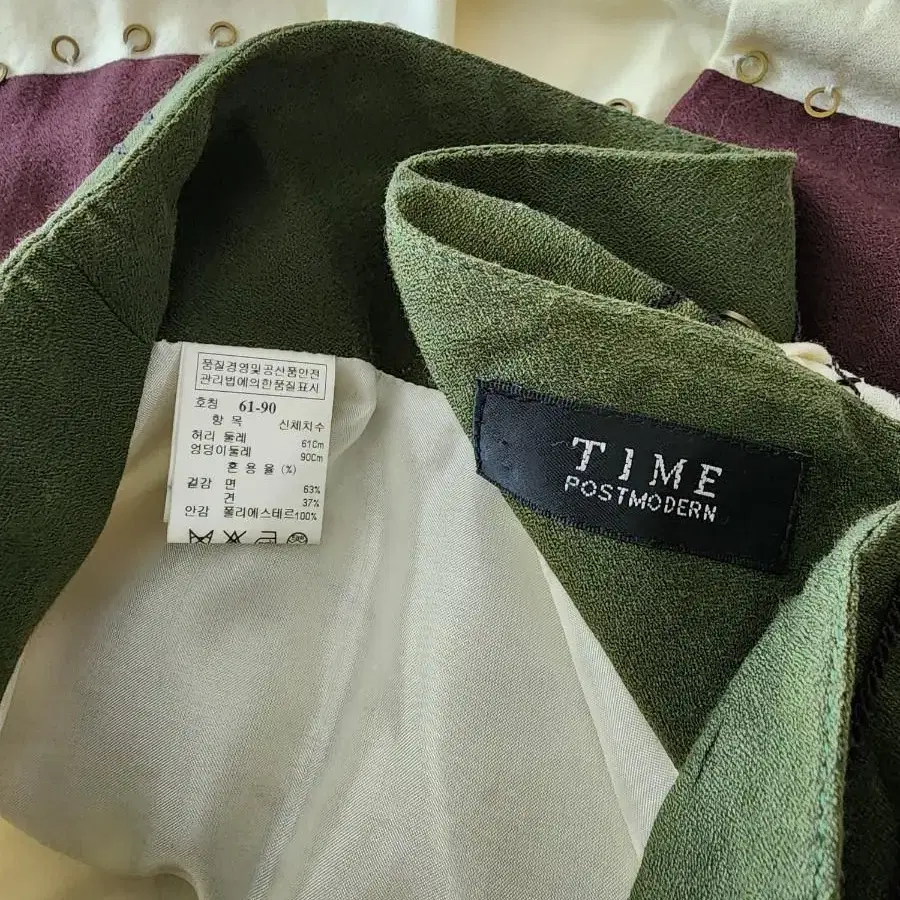 품질경영및공산품안전
관리법에의한품질표시
호칭 61-90
항 목 신체치수
허리 둘레 61Cm
엉덩이둘레 90Cm
혼 용 율 (%)
겉감 면 63%
견 37%
안감 폴리에스테르100%
TIME
POSTMODERN